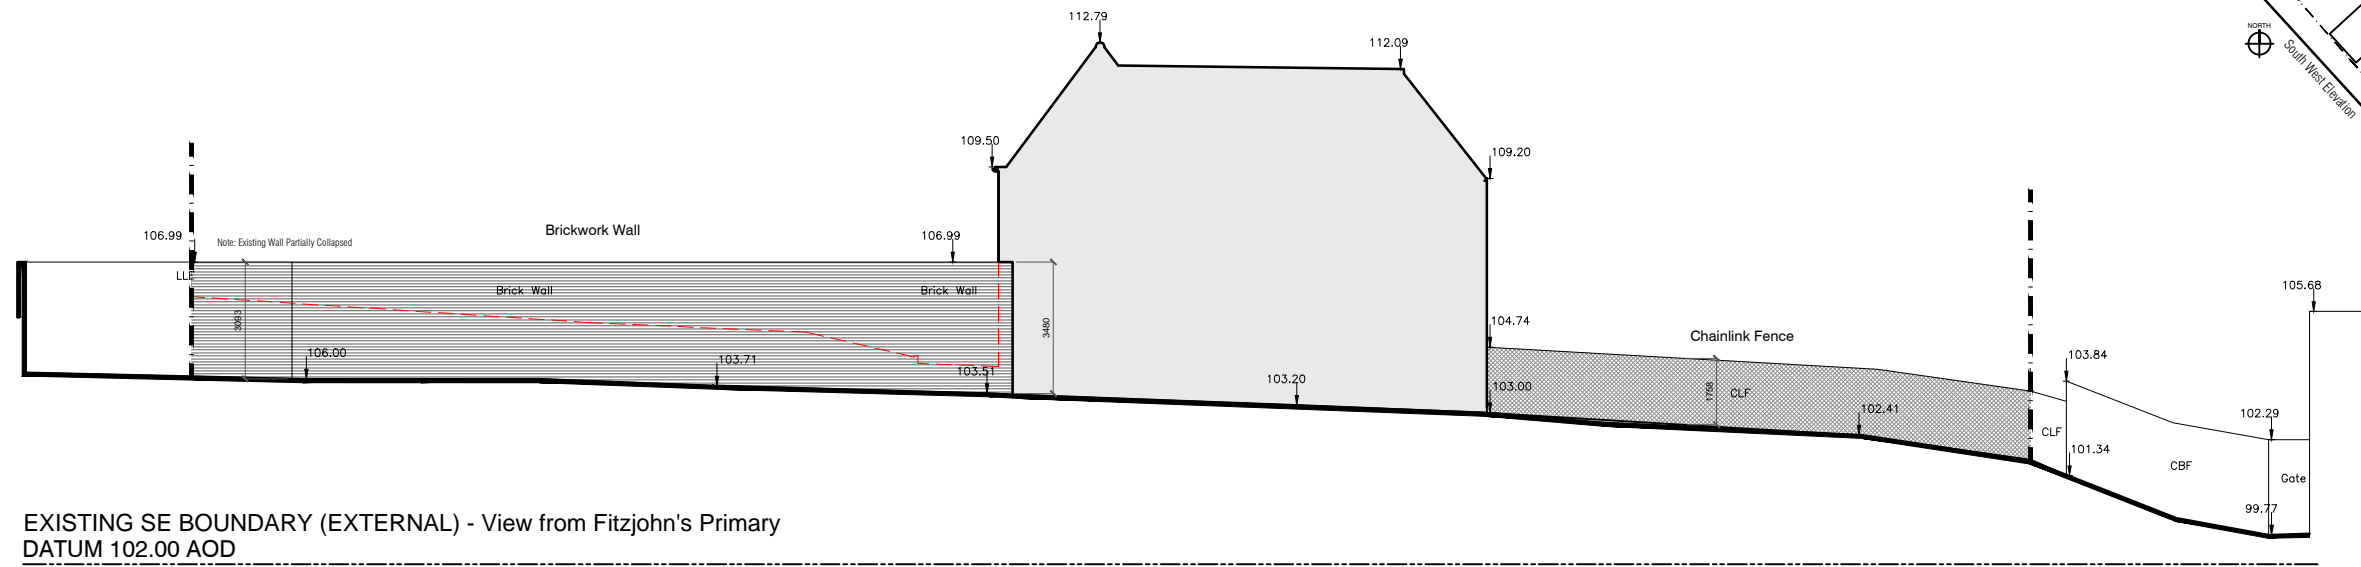 112.79
112.09
NORTH
South West Elevation
109.50
109.20
Brickwork Wall
106.99
Note: Existing Wall Partially Collapsed
106.99
LLF
Brick Wall
Brick Wall
105.68
3093
3480
104.74
Chainlink Fence
106.00
103.71
103.51
103.20
103.00
1758
CLF
103.84
102.41
102.29
CLF
101.34
CBF
Gate
99.77
EXISTING SE BOUNDARY (EXTERNAL) - View from Fitzjohn's Primary
DATUM 102.00 AOD